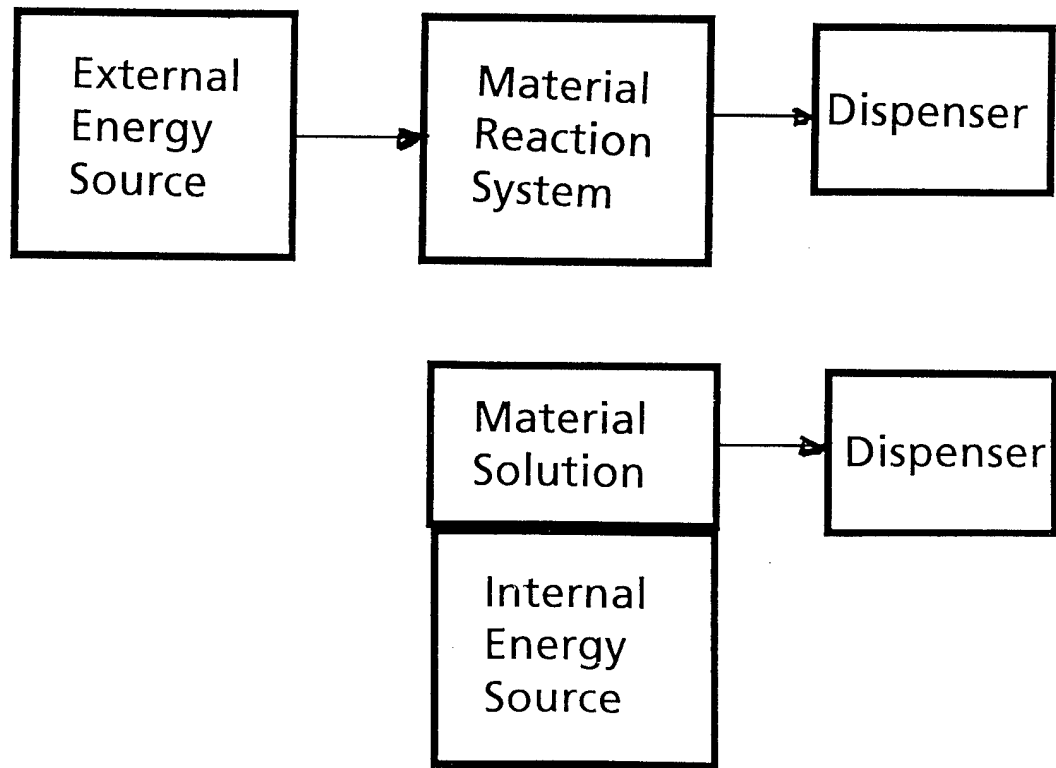 External
Energy
Source
Material
Reaction
System
Dispenser
Material
Solution
Dispenser
Internal
Energy
Source